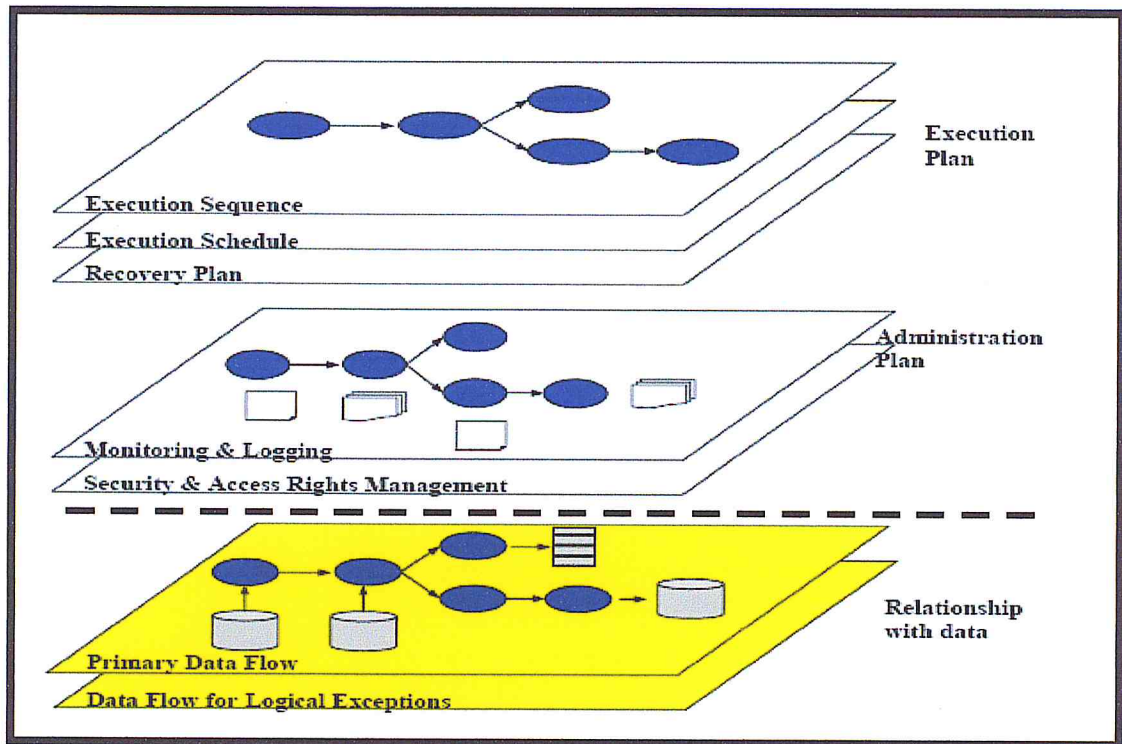 Execution
Plan
Execution Sequence
Execution Schedule
Recovery Plan
Administration
Plan
Monitoring & Logging
Security & Access Rights Management
Relationship
with data
Primary Data Flow
Data Flow for Logical Exceptions